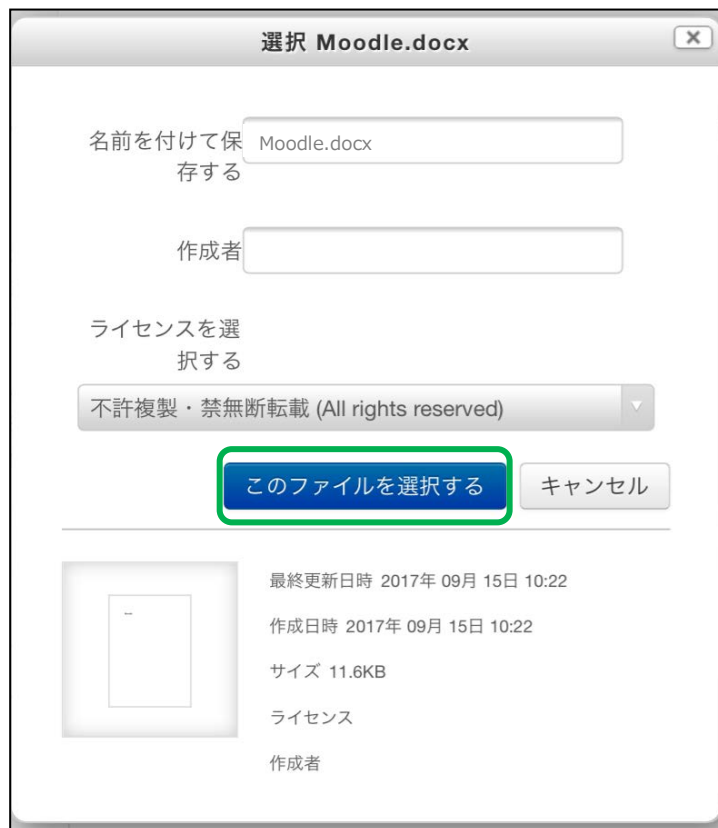 選択 Moodle.docx
名前を付けて保
存する
Moodle.docx
作成者
ライセンスを選
択する
不許複製・禁無断転載 (All rights reserved)
このファイルを選択する
キャンセル
最終更新日時 2017年 09月 15日 10:22
作成日時 2017年 09月 15日 10:22
サイズ 11.6KB
ライセンス
作成者